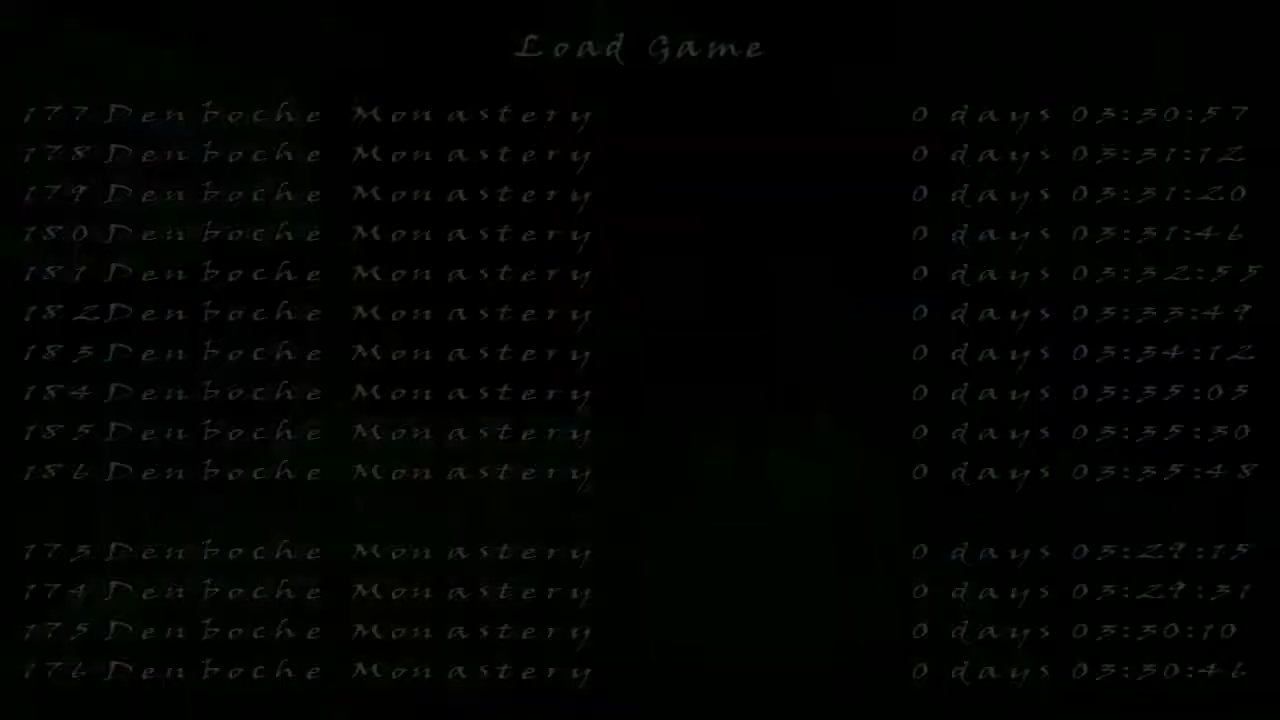 Load Game
177 Denboche Monastery 0 days 03:30:57
178 Denboche Monastery 0 days 03:31:12
179 Denboche Monastery 0 days 03:31:20
180 Denboche Monastery 0 days 03:31:46
181 Denboche Monastery 0 days 03:32:55
182 Denboche Monastery 0 days 03:33:49
183 Denboche Monastery 0 days 03:34:12
184 Denboche Monastery 0 days 03:35:05
185 Denboche Monastery 0 days 03:35:30
186 Denboche Monastery 0 days 03:35:48
173 Denboche Monastery 0 days 03:29:15
174 Denboche Monastery 0 days 03:29:31
175 Denboche Monastery 0 days 03:30:10
176 Denboche Monastery 0 days 03:30:46